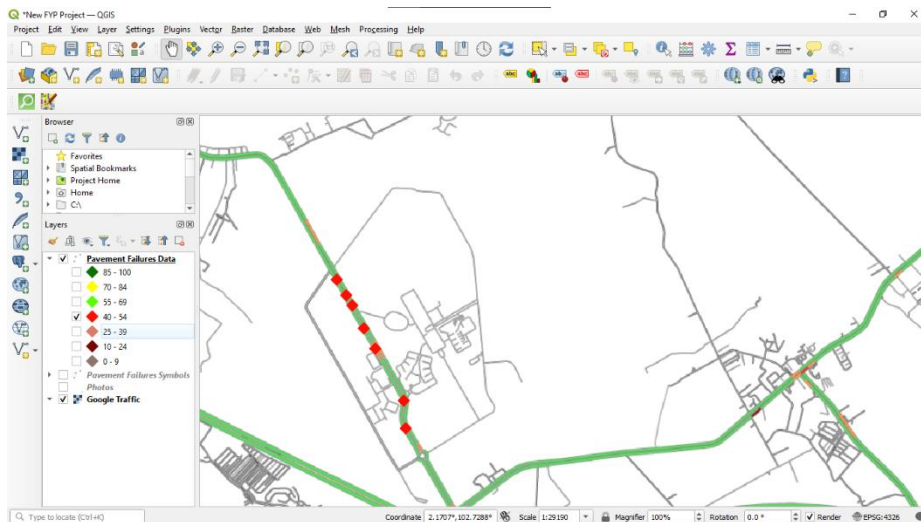 *New FYP Project — QGIS
Project Edit View Layer Settings Plugins Vector Raster Database Web Mesh Processing Help
Browser
Favorites
Spatial Bookmarks
Project Home
Home
C:\
Layers
Pavement Failures Data
85 - 100
70 - 84
55 - 69
40 - 54
25 - 39
10 - 24
0 - 9
Pavement Failures Symbols
Photos
Google Traffic
Type to locate (Ctrl+K) Coordinate 2.1707°,102.7288° Scale 1:29190 Magnifier 100% Rotation 0.0 ° Render EPSG:4326